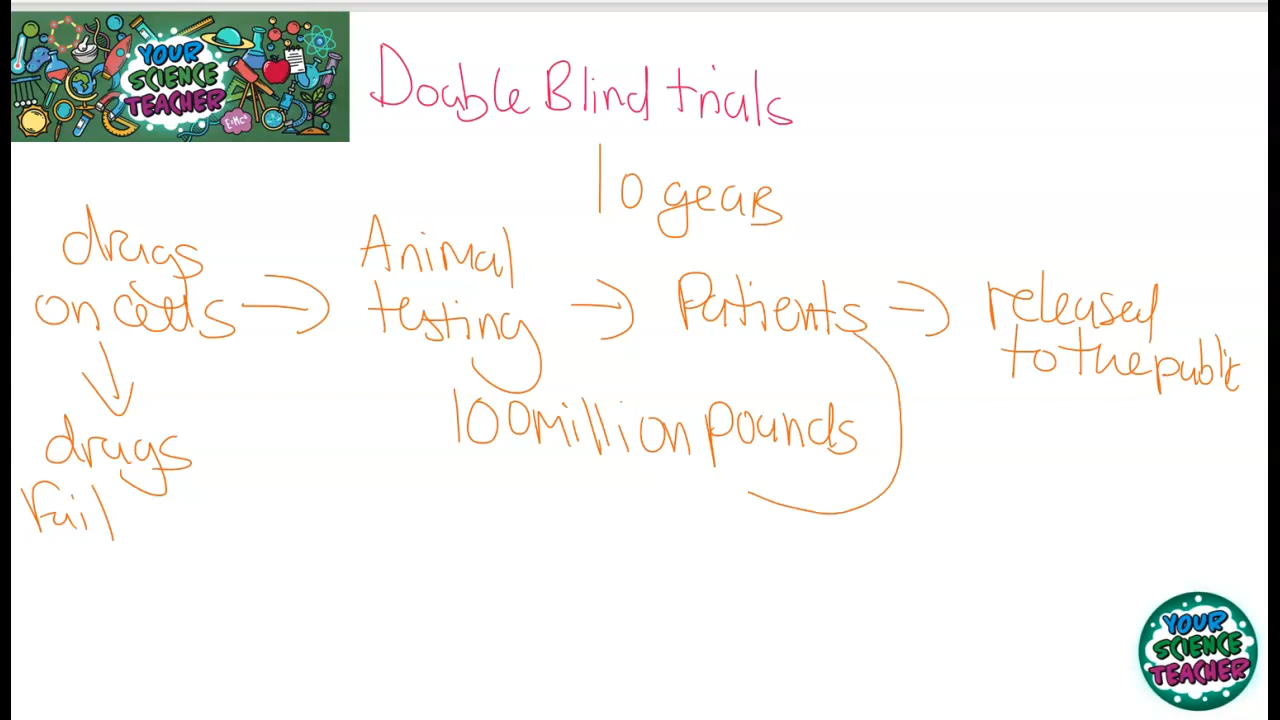 YOUR
SCIENCE
TEACHER
E=MC²
Double Blind trials
10 years
drugs
on cells
Animal
testing
Patients
released
to the public
100 million pounds
drugs
fail
YOUR
SCIENCE
TEACHER